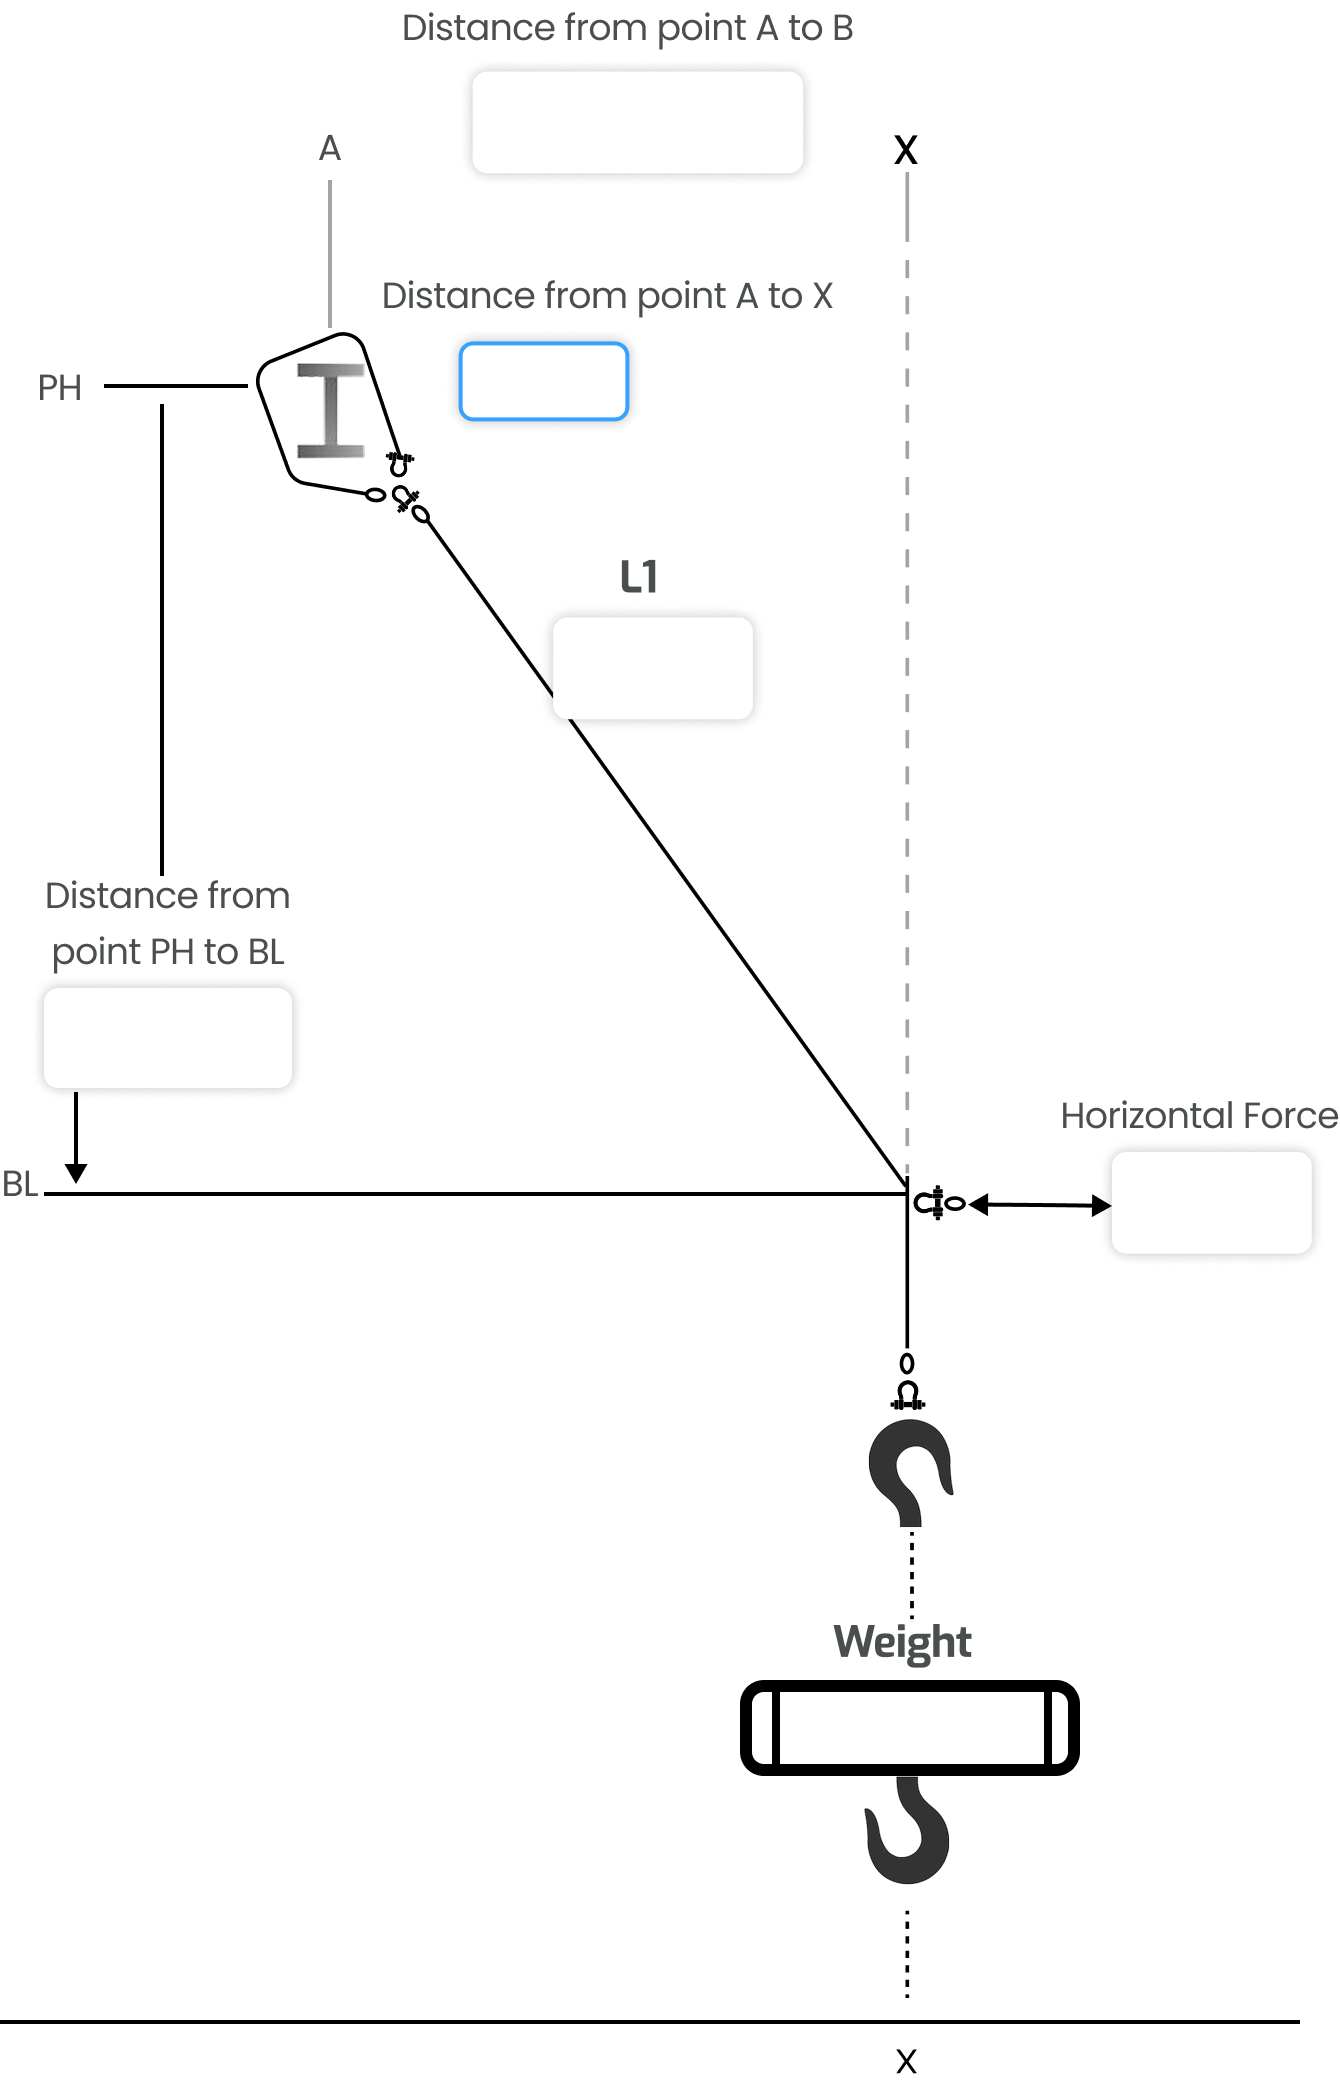 Distance from point A to B
A
X
Distance from point A to X
PH
L1
Distance from
point PH to BL
Horizontal Force
BL
Weight
X